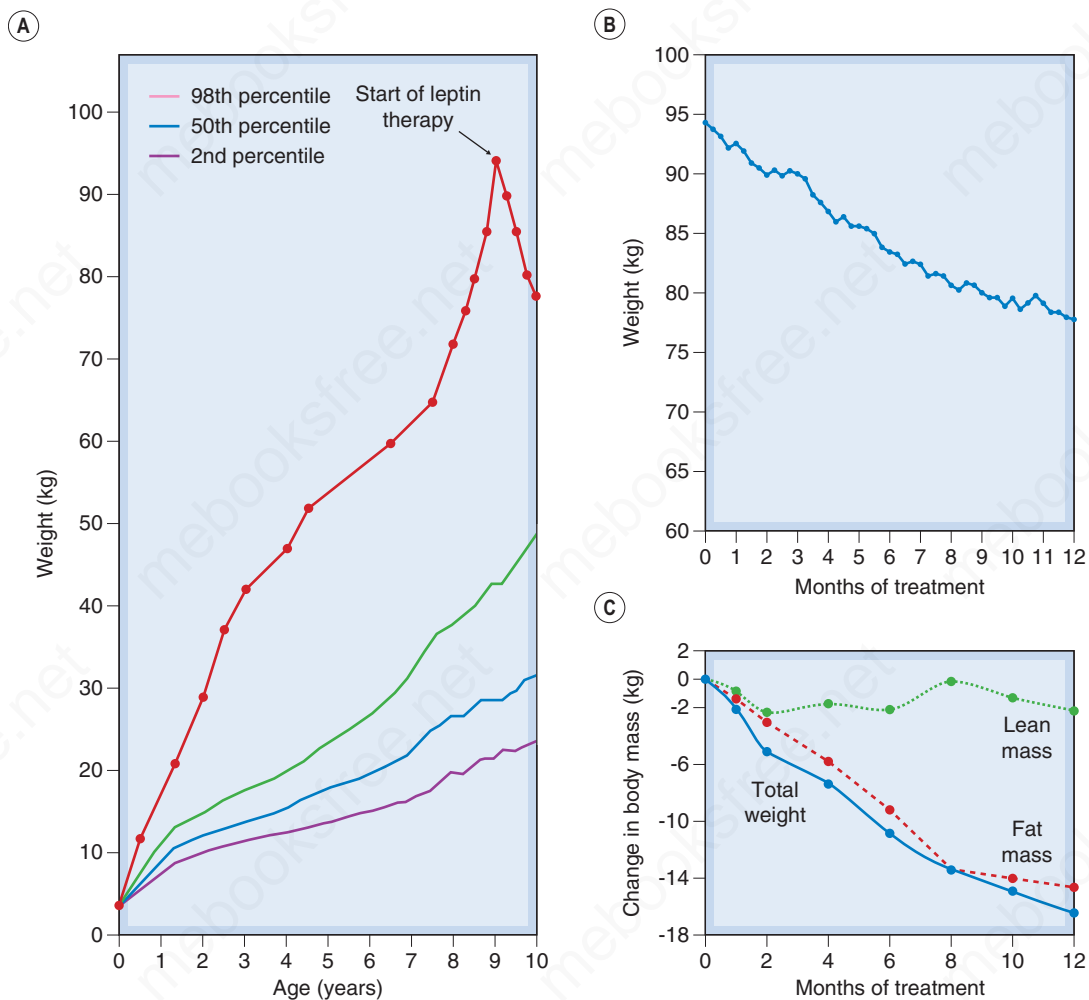 A
98th percentile
50th percentile
2nd percentile
Start of leptin
therapy
100
90
80
70
60
50
40
30
20
10
0
Weight (kg)
0 1 2 3 4 5 6 7 8 9 10
Age (years)
B
100
95
90
85
80
75
70
65
60
Weight (kg)
0 1 2 3 4 5 6 7 8 9 10 11 12
Months of treatment
C
2
0
-2
-6
-10
-14
-18
Change in body mass (kg)
Lean
mass
Total
weight
Fat
mass
0 2 4 6 8 10 12
Months of treatment
mebooksfree.net